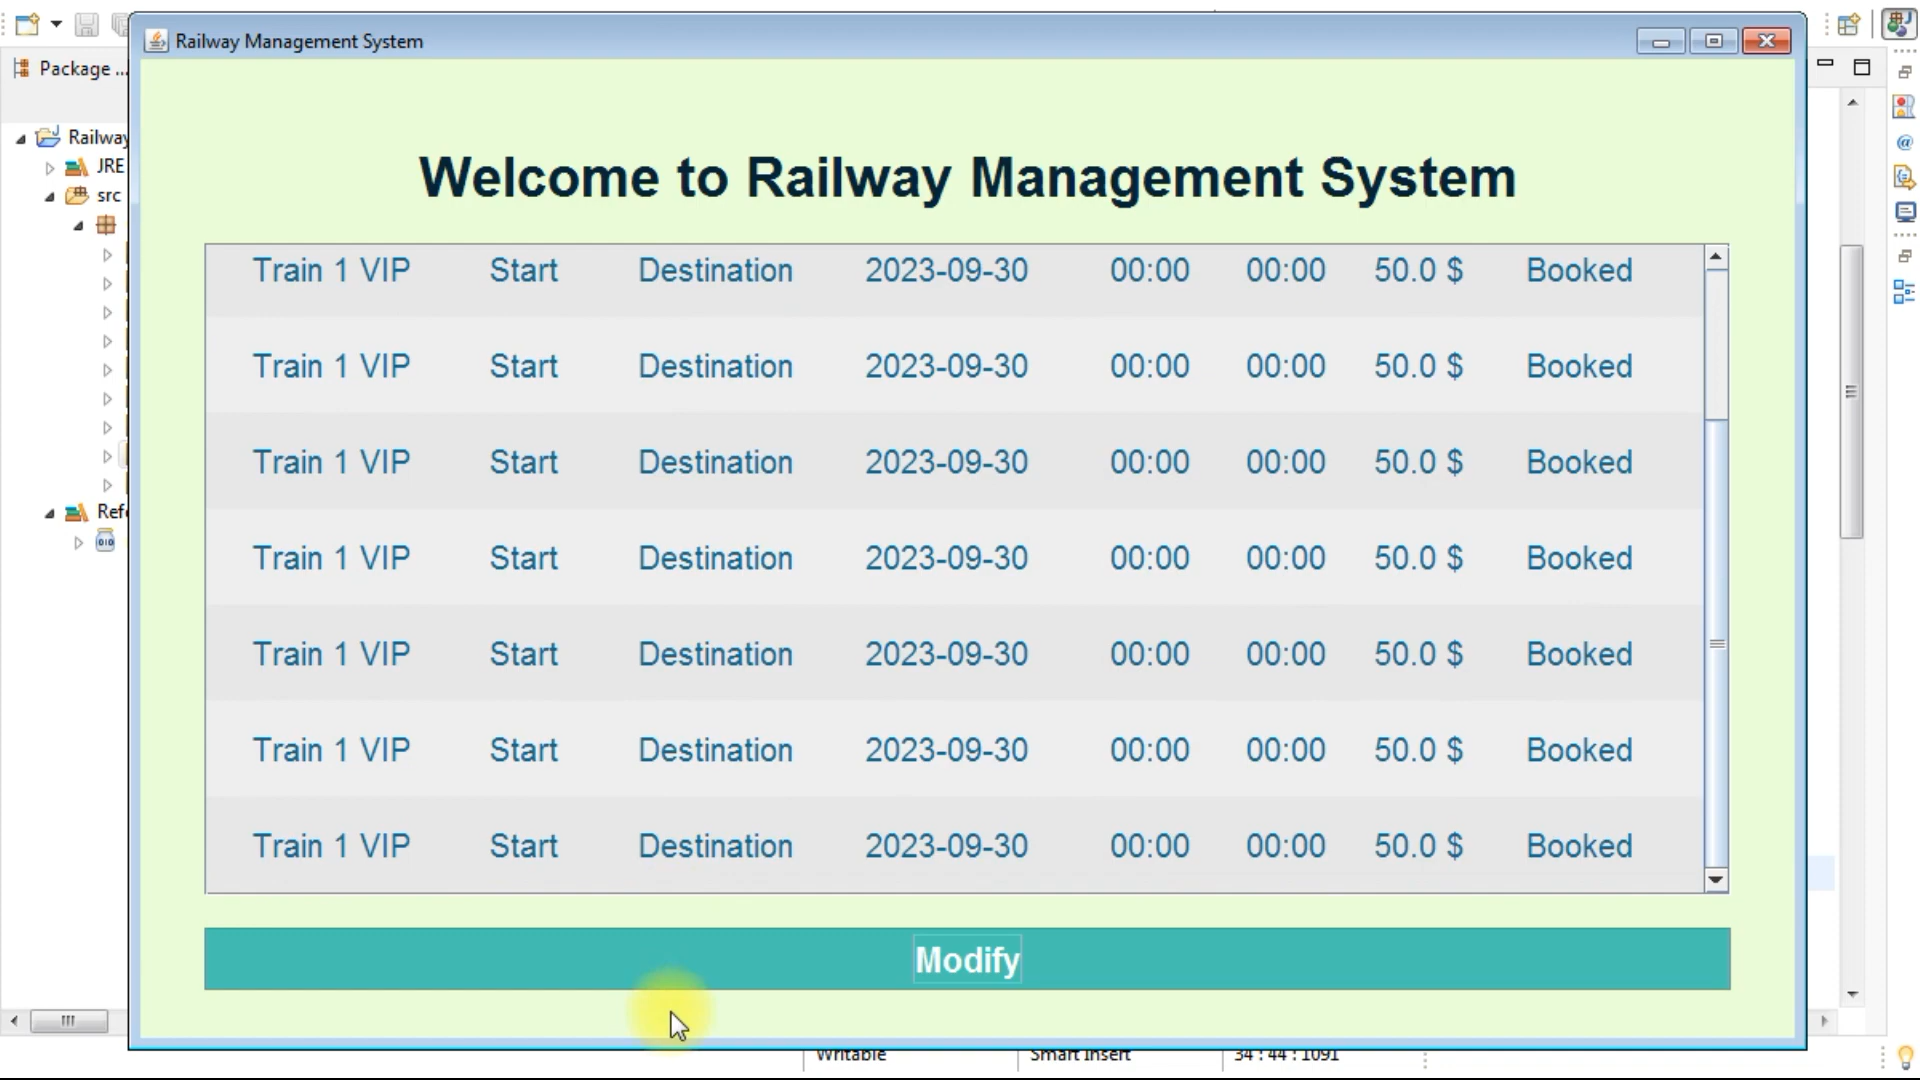 Railway Management System
Package ...
Railway
JRE
src
Welcome to Railway Management System
Train 1 VIP Start Destination 2023-09-30 00:00 00:00 50.0 $ Booked
Train 1 VIP Start Destination 2023-09-30 00:00 00:00 50.0 $ Booked
Train 1 VIP Start Destination 2023-09-30 00:00 00:00 50.0 $ Booked
Train 1 VIP Start Destination 2023-09-30 00:00 00:00 50.0 $ Booked
Train 1 VIP Start Destination 2023-09-30 00:00 00:00 50.0 $ Booked
Train 1 VIP Start Destination 2023-09-30 00:00 00:00 50.0 $ Booked
Train 1 VIP Start Destination 2023-09-30 00:00 00:00 50.0 $ Booked
Refe
Modify
Writable Smart Insert 34 : 44 : 1091